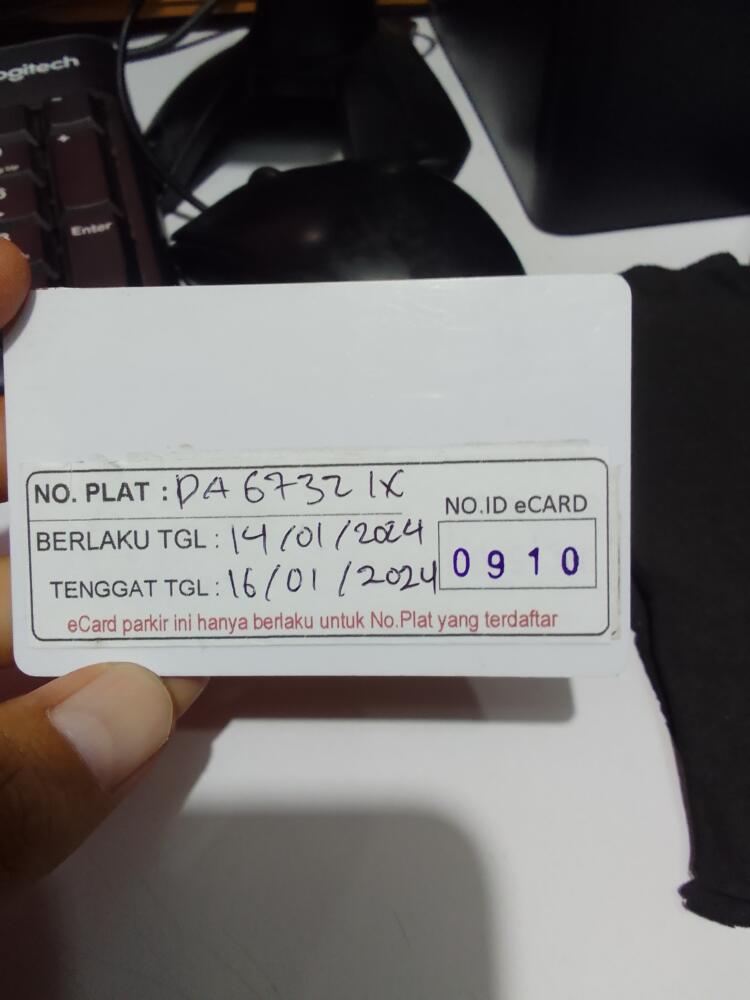 ogitech
Enter
NO. PLAT : DA 6732 IX
BERLAKU TGL : 14/01/2024
TENGGAT TGL : 16/01/2024
NO.ID eCARD
0910
eCard parkir ini hanya berlaku untuk No.Plat yang terdaftar